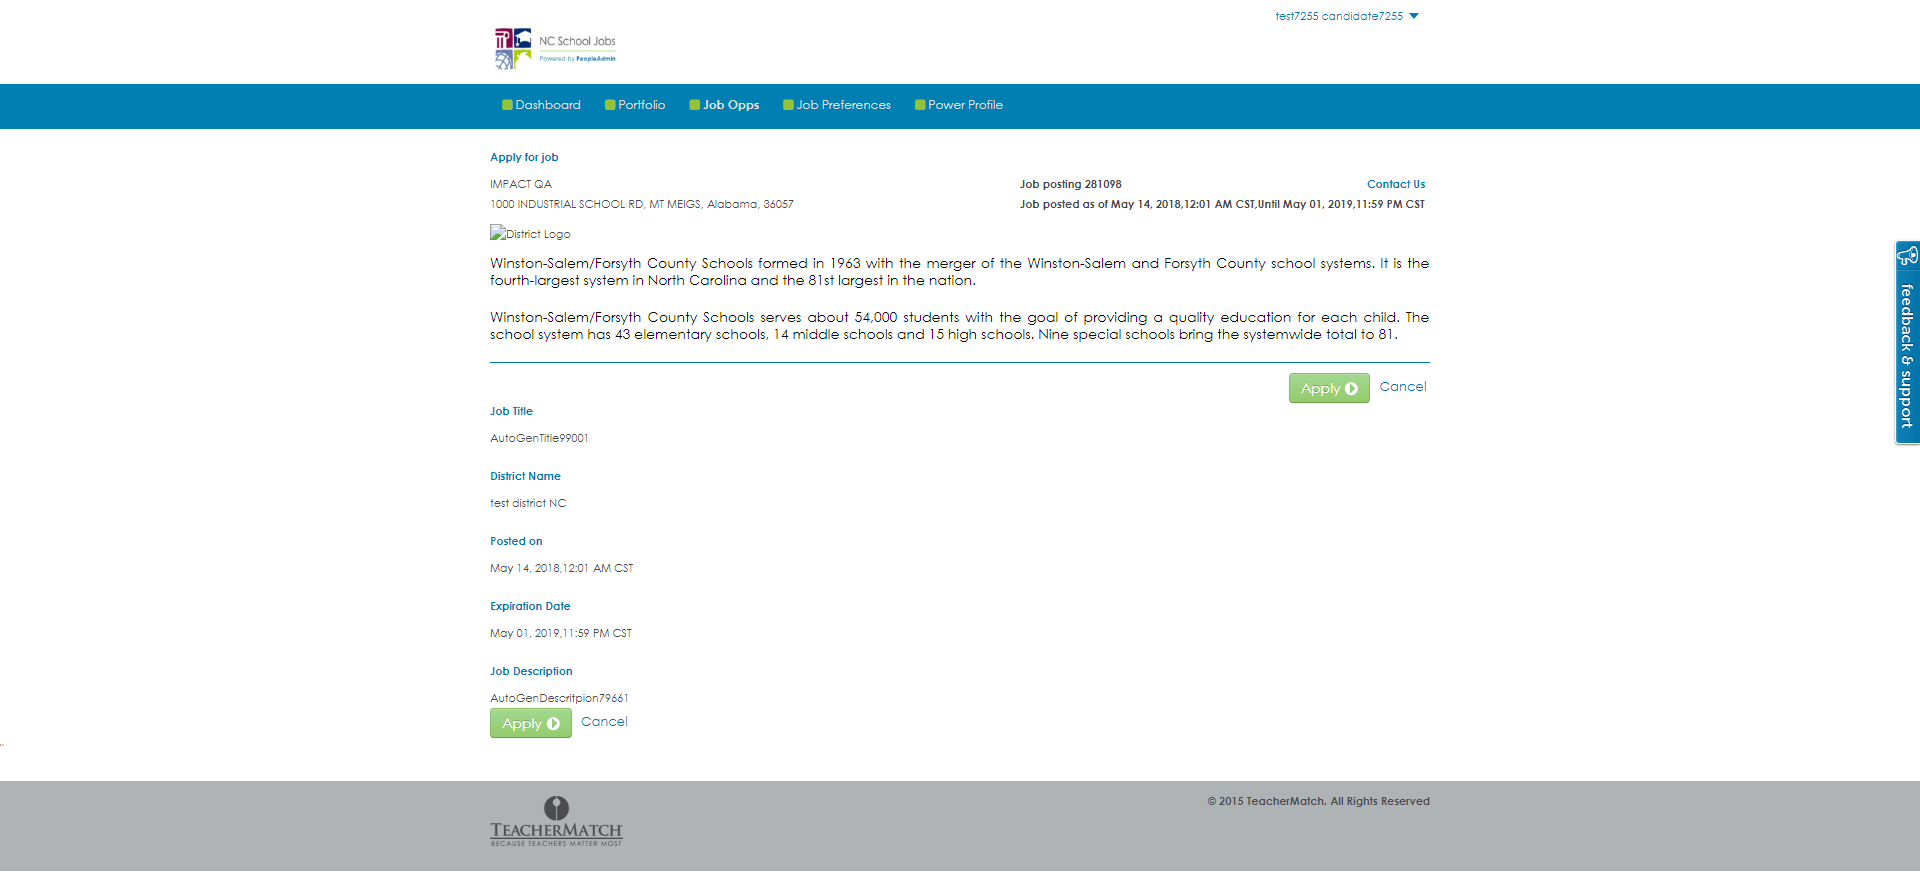 test7255 candidate7255
NC School Jobs
Powered by PeopleAdmin
Dashboard Portfolio Job Opps Job Preferences Power Profile
Apply for job
IMPACT QA
Job posting 281098
Contact Us
1000 INDUSTRIAL SCHOOL RD, MT MEIGS, Alabama, 36057
Job posted as of May 14, 2018,12:01 AM CST,Until May 01, 2019,11:59 PM CST
District Logo
Winston-Salem/Forsyth County Schools formed in 1963 with the merger of the Winston-Salem and Forsyth County school systems. It is the
fourth-largest system in North Carolina and the 81st largest in the nation.
Winston-Salem/Forsyth County Schools serves about 54,000 students with the goal of providing a quality education for each child. The
school system has 43 elementary schools, 14 middle schools and 15 high schools. Nine special schools bring the systemwide total to 81.
Apply Cancel
Job Title
AutoGenTitle99001
District Name
test district NC
Posted on
May 14, 2018,12:01 AM CST
Expiration Date
May 01, 2019,11:59 PM CST
Job Description
AutoGenDescritpion79661
Apply Cancel
feedback & support
© 2015 TeacherMatch. All Rights Reserved
TEACHERMATCH
BECAUSE TEACHERS MATTER MOST